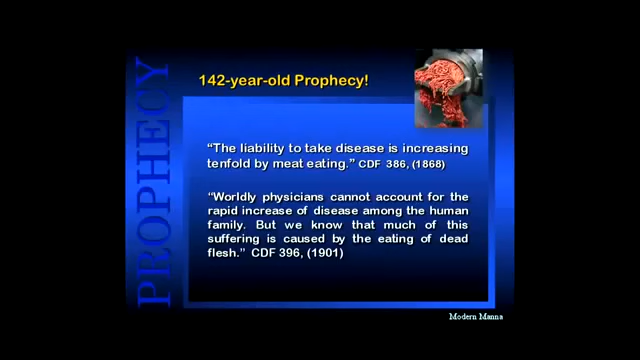 PROPHECY
142-year-old Prophecy!
“The liability to take disease is increasing
tenfold by meat eating.” CDF 386, (1868)
“Worldly physicians cannot account for the
rapid increase of disease among the human
family. But we know that much of this
suffering is caused by the eating of dead
flesh.” CDF 396, (1901)
Modern Manna